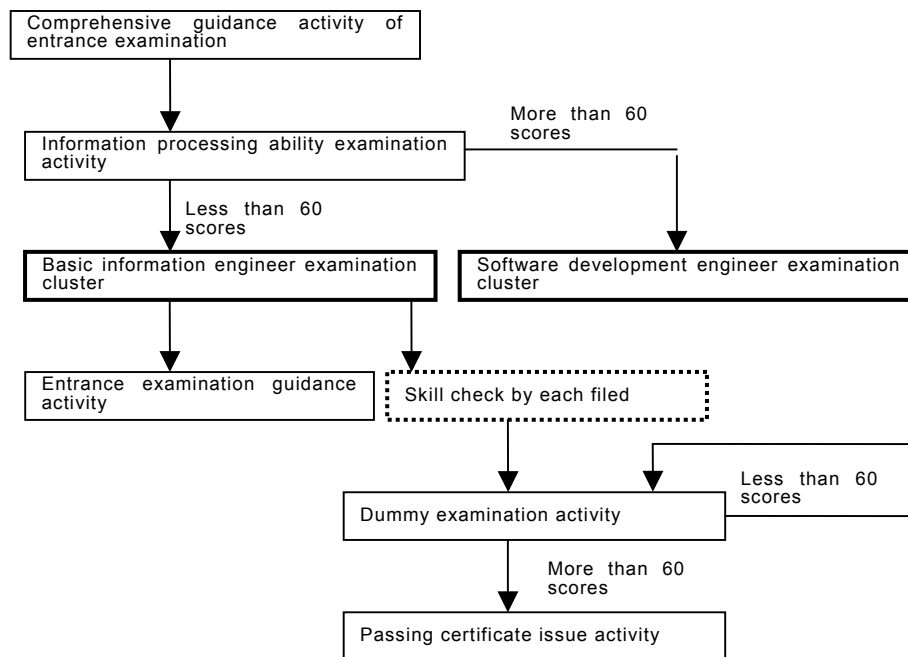 Comprehensive guidance activity of
entrance examination
More than 60
scores
Information processing ability examination
activity
Less than 60
scores
Basic information engineer examination
cluster
Software development engineer examination
cluster
Entrance examination guidance
activity
Skill check by each filed
Less than 60
scores
Dummy examination activity
More than 60
scores
Passing certificate issue activity